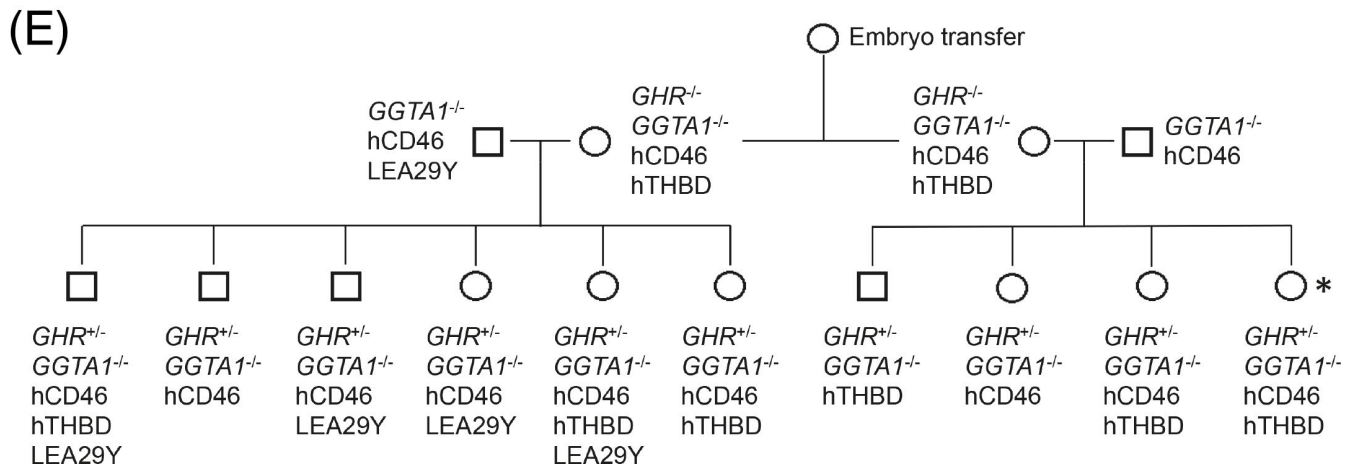 (E)
Embryo transfer
GGTA1-/-
hCD46
LEA29Y
GHR-/-
GGTA1-/-
hCD46
hTHBD
GHR-/-
GGTA1-/-
hCD46
hTHBD
GGTA1-/-
hCD46
GHR+/-
GGTA1-/-
hCD46
hTHBD
LEA29Y
GHR+/-
GGTA1-/-
hCD46
GHR+/-
GGTA1-/-
hCD46
LEA29Y
GHR+/-
GGTA1-/-
hCD46
LEA29Y
GHR+/-
GGTA1-/-
hCD46
hTHBD
LEA29Y
GHR+/-
GGTA1-/-
hCD46
hTHBD
GHR+/-
GGTA1-/-
hTHBD
GHR+/-
GGTA1-/-
hCD46
GHR+/-
GGTA1-/-
hCD46
hTHBD
*
GHR+/-
GGTA1-/-
hCD46
hTHBD